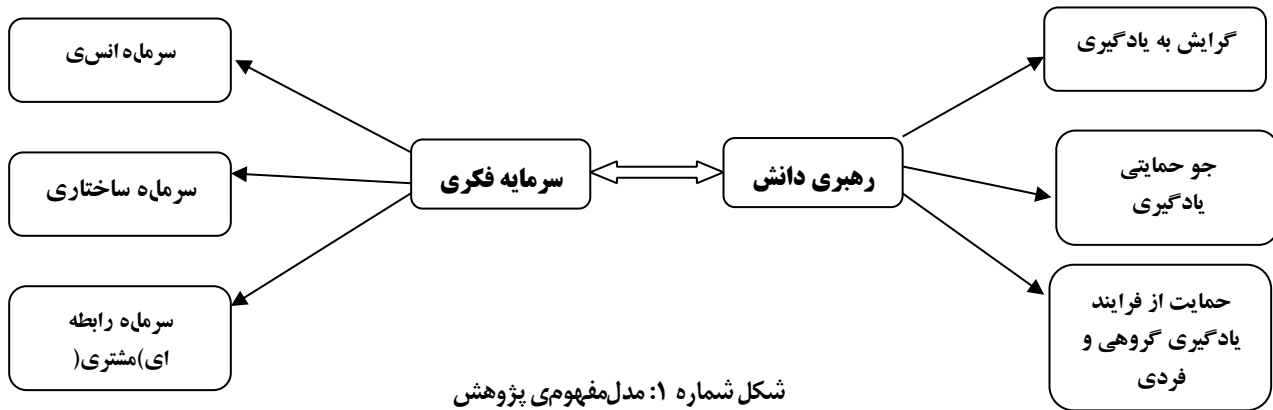 گرایش به یادگیری
جو حمایتی
یادگیری
حمایت از فرایند
یادگیری گروهی و
فردی
رهبری دانش
سرمایه فکری
سرماﯾه انسﯽ
سرماﯾه ساختاری
سرماﯾه رابطه
ای)مشتری(
شکل شماره ۱: مدل‌مفهومی پژوهش